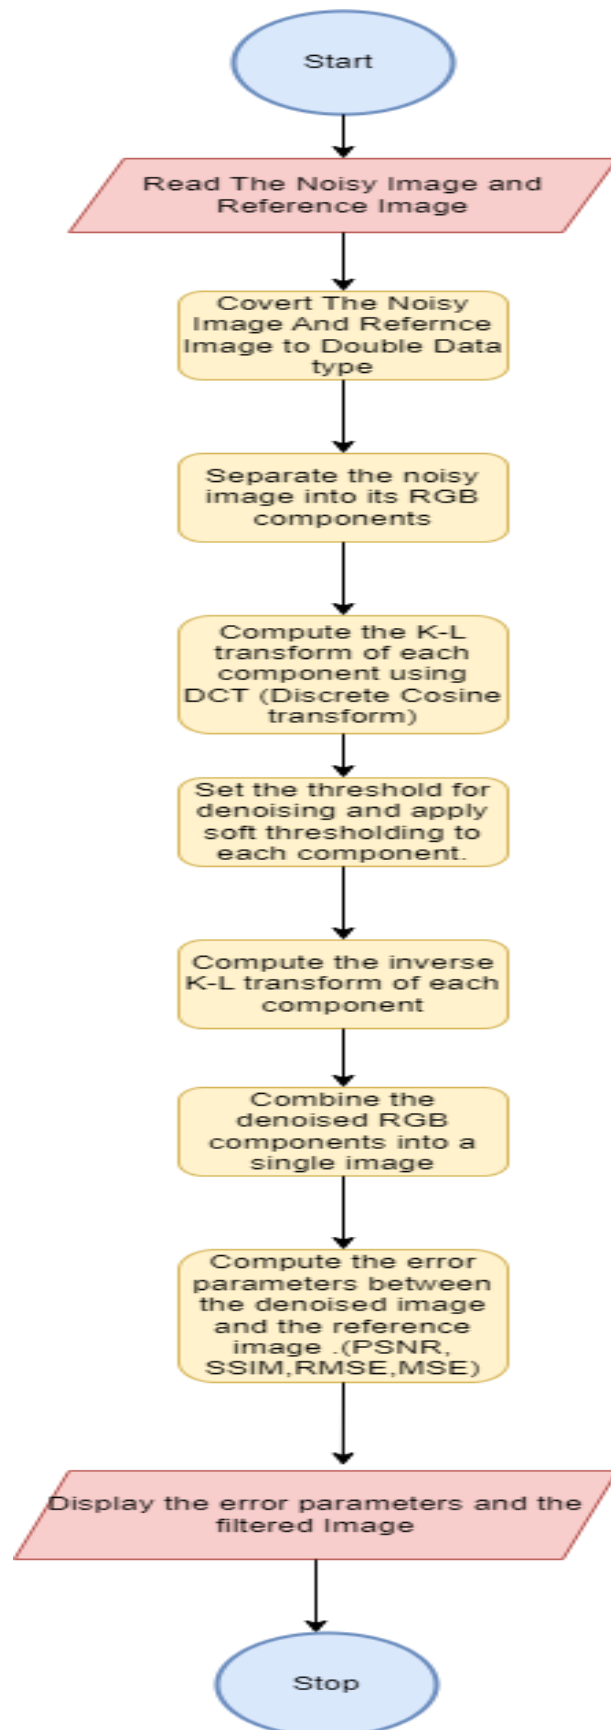 Start
Read The Noisy Image and
Reference Image
Covert The Noisy
Image And Refernce
Image to Double Data
type
Separate the noisy
image into its RGB
components
Compute the K-L
transform of each
component using
DCT (Discrete Cosine
transform)
Set the threshold for
denoising and apply
soft thresholding to
each component.
Compute the inverse
K-L transform of each
component
Combine the
denoised RGB
components into a
single image
Compute the error
parameters between
the denoised image
and the reference
image .(PSNR,
SSIM,RMSE,MSE)
Display the error parameters and the
filtered Image
Stop